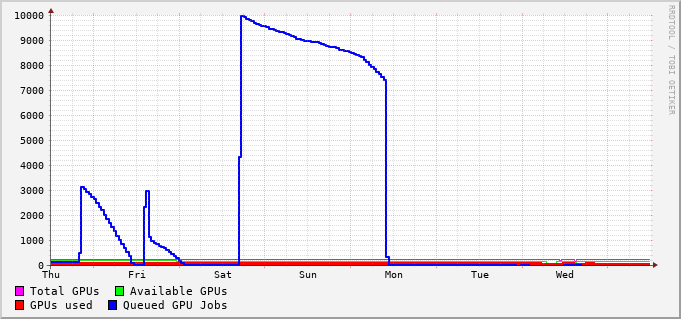 10000
9000
8000
7000
6000
5000
4000
3000
2000
1000
0
Thu Fri Sat Sun Mon Tue Wed
Total GPUs Available GPUs
GPUs used Queued GPU Jobs
RRDTOOL / TOBI OETIKER